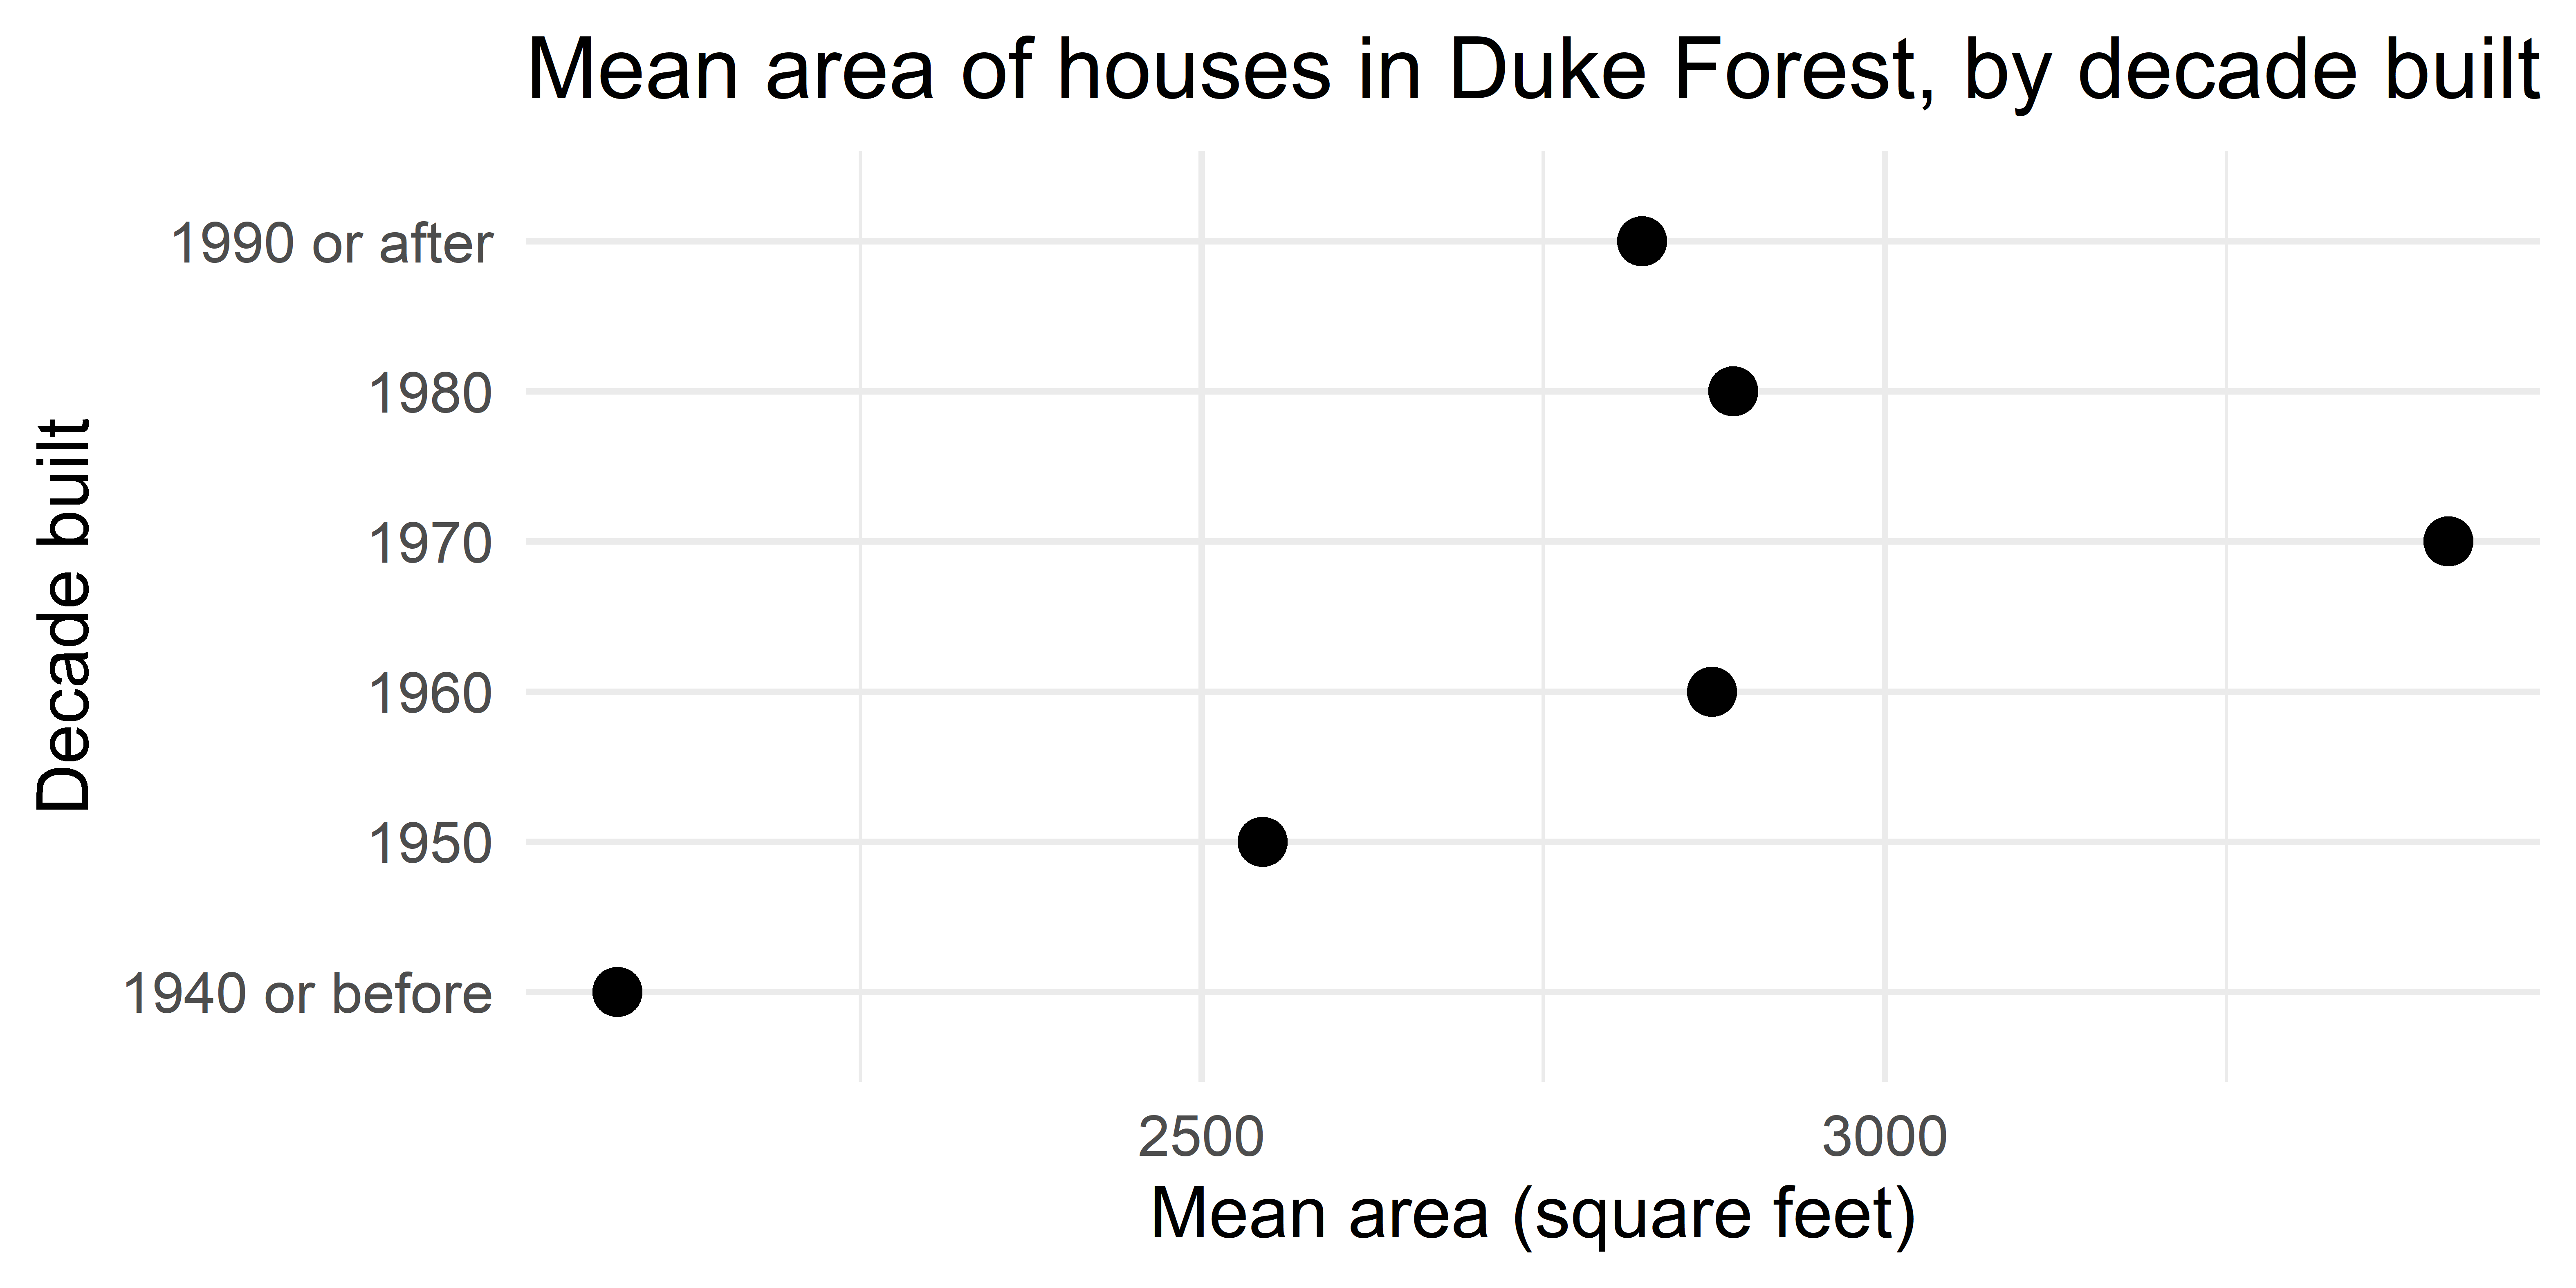 Mean area of houses in Duke Forest, by decade built
Decade built
1990 or after
1980
1970
1960
1950
1940 or before
2500 3000
Mean area (square feet)